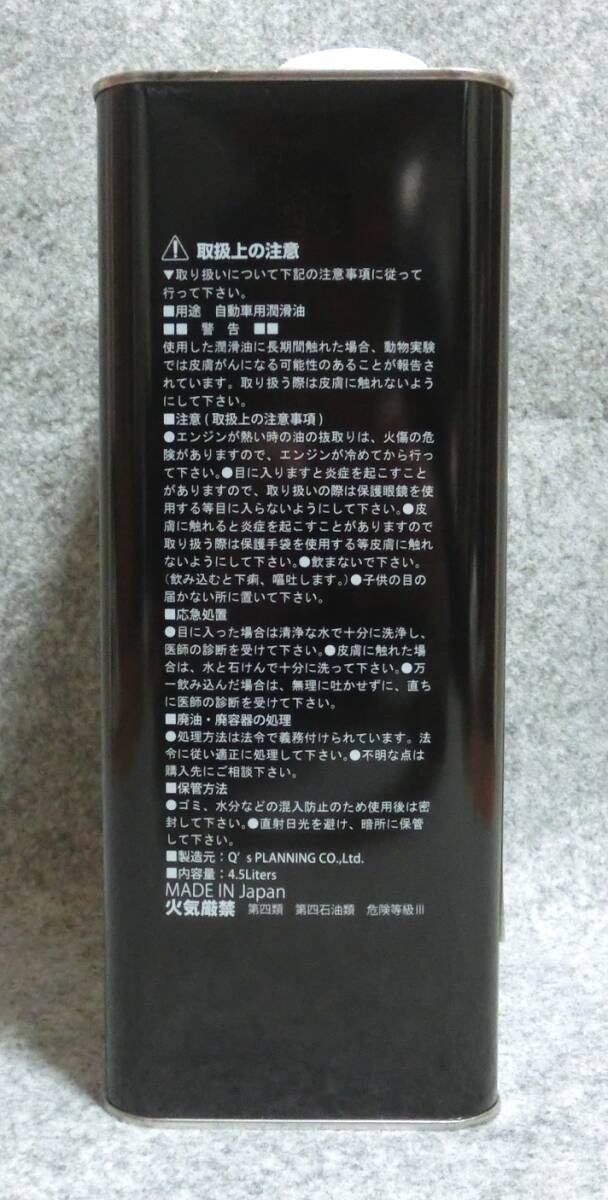 ⚠ 取扱上の注意
▼取り扱いについて下記の注意事項に従って
行って下さい。
■用途　自動車用潤滑油
■■　警　告　■■
使用した潤滑油に長期間触れた場合、動物実験
では皮膚がんになる可能性のあることが報告さ
れています。取り扱う際は皮膚に触れないよう
にして下さい。
■注意(取扱上の注意事項)
●エンジンが熱い時の油の抜取りは、火傷の危
険がありますので、エンジンが冷めてから行っ
て下さい。●目に入りますと炎症を起こすこと
がありますので、取り扱いの際は保護眼鏡を使
用する等目に入らないようにして下さい。●皮
膚に触れると炎症を起こすことがありますので
取り扱う際は保護手袋を使用する等皮膚に触れ
ないようにして下さい。●飲まないで下さい。
(飲み込むと下痢、嘔吐します。)●子供の目の
届かない所に置いて下さい。
■応急処置
●目に入った場合は清浄な水で十分に洗浄し、
医師の診断を受けて下さい。●皮膚に触れた場
合は、水と石けんで十分に洗って下さい。●万
一飲み込んだ場合は、無理に吐かせずに、直ち
に医師の診断を受けて下さい。
■廃油・廃容器の処理
●処理方法は法令で義務付けられています。法
令に従い適正に処理して下さい。●不明な点は
購入先にご相談下さい。
■保管方法
●ゴミ、水分などの混入防止のため使用後は密
封して下さい。●直射日光を避け、暗所に保管
して下さい。
■製造元：Q's PLANNING CO.,Ltd.
■内容量：4.5Liters
MADE IN Japan
火気厳禁　第四類　第四石油類　危険等級Ⅲ